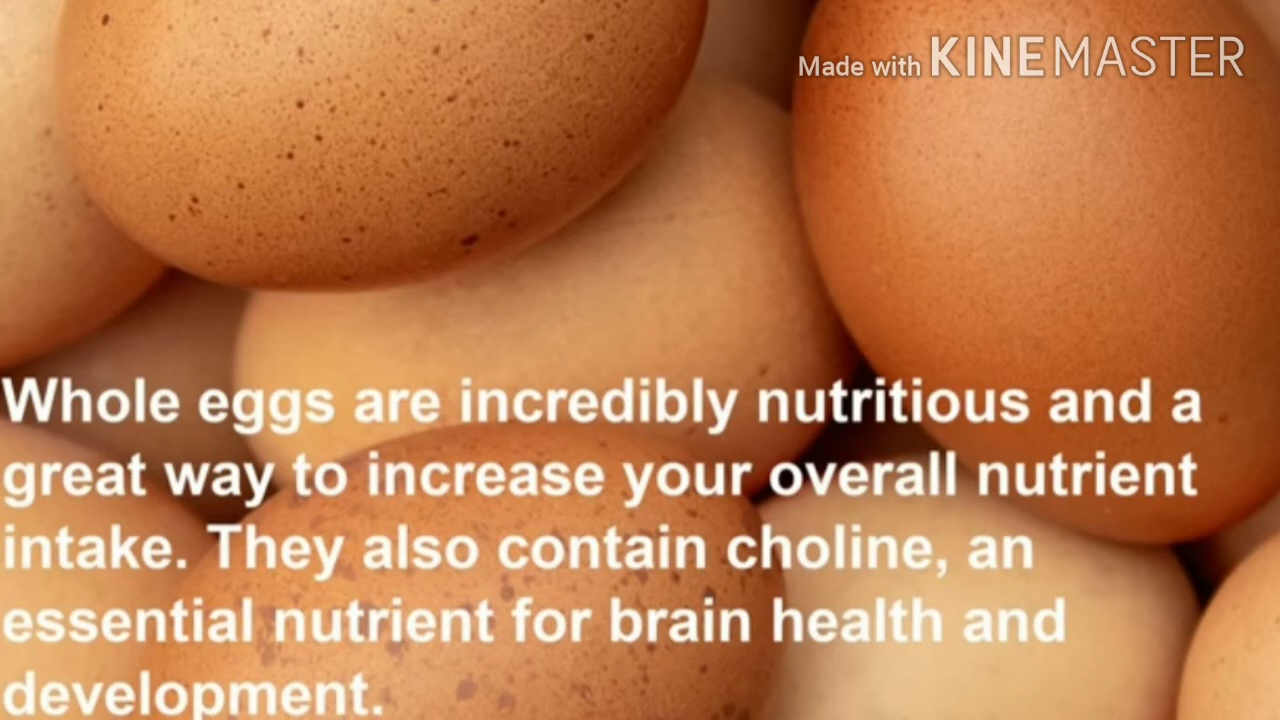 Made with KINEMASTER
Whole eggs are incredibly nutritious and a
great way to increase your overall nutrient
intake. They also contain choline, an
essential nutrient for brain health and
development.